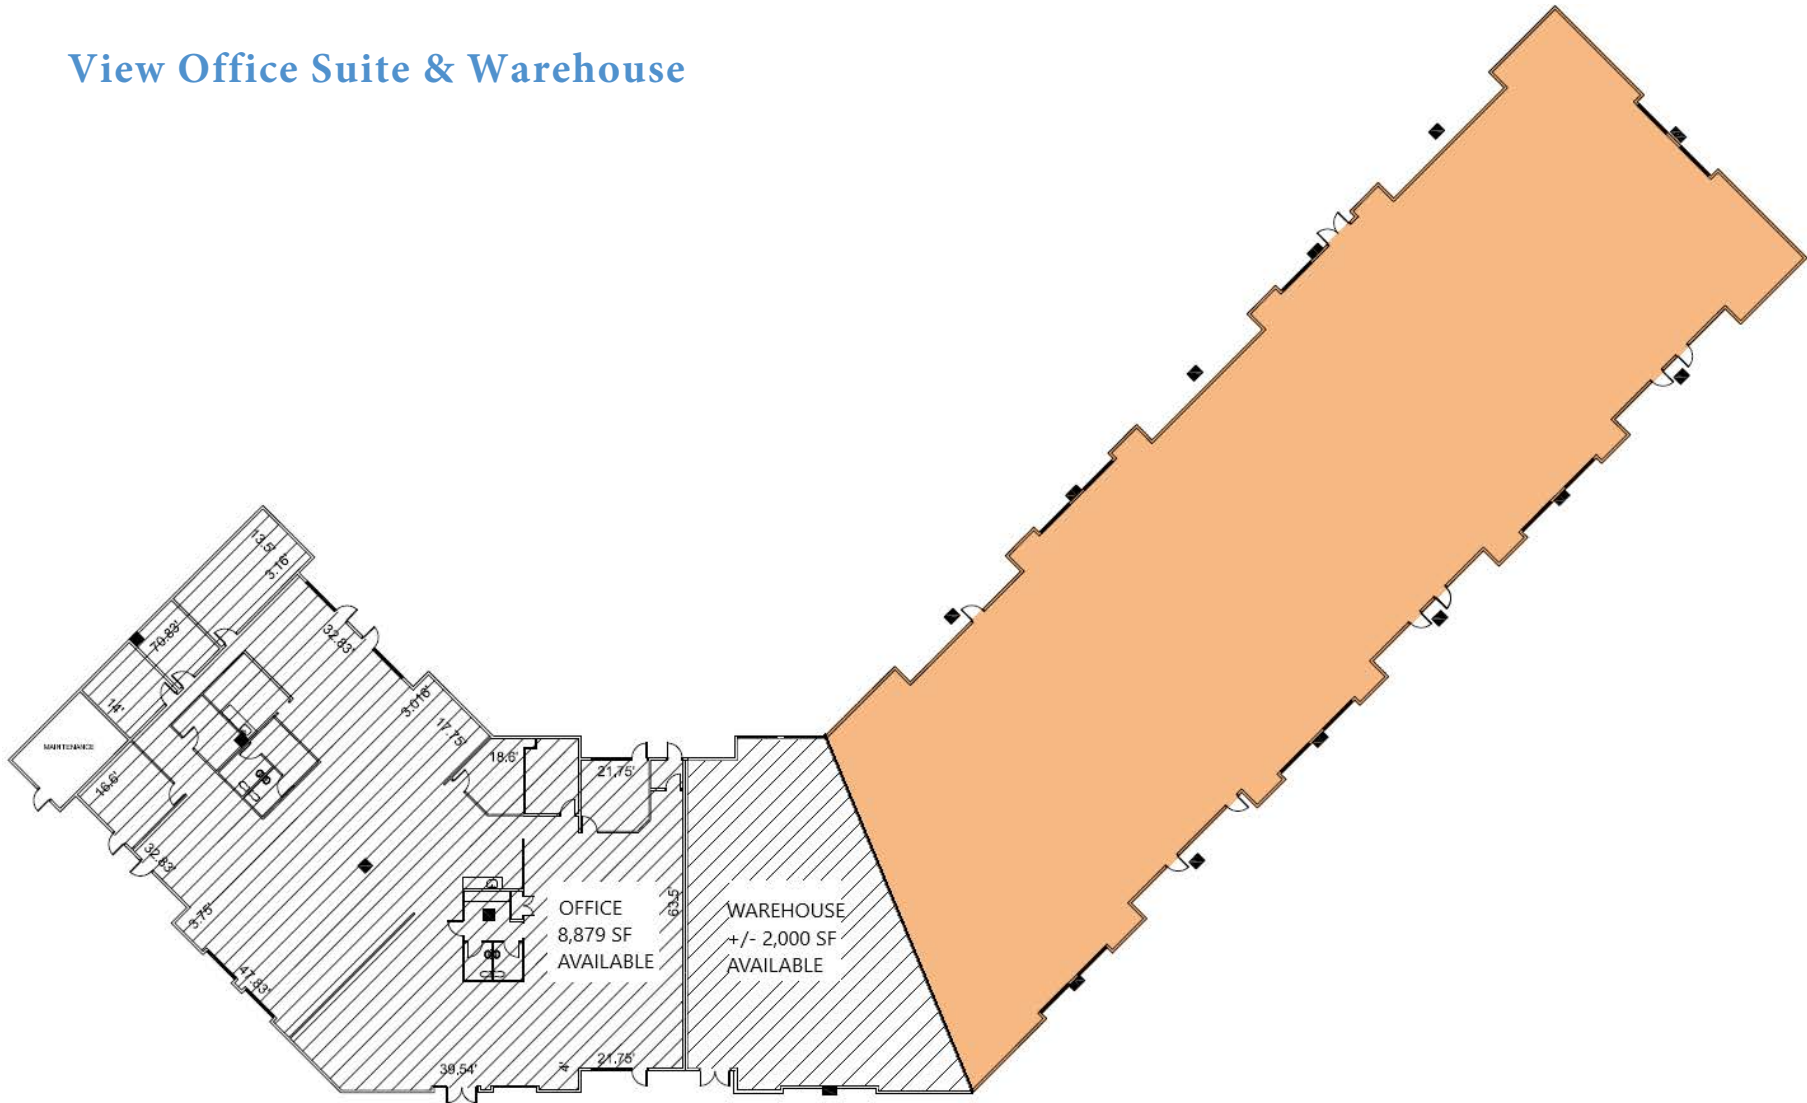 View Office Suite & Warehouse
13.5'
3.16'
70.83'
32.83'
14'
3.016'
17.75'
MAINTENANCE
18.6'
21.75'
16.6'
32.83'
3.75'
63.5'
OFFICE
8,879 SF
AVAILABLE
WAREHOUSE
+/- 2,000 SF
AVAILABLE
47.83'
39.54'
4'
21.75'